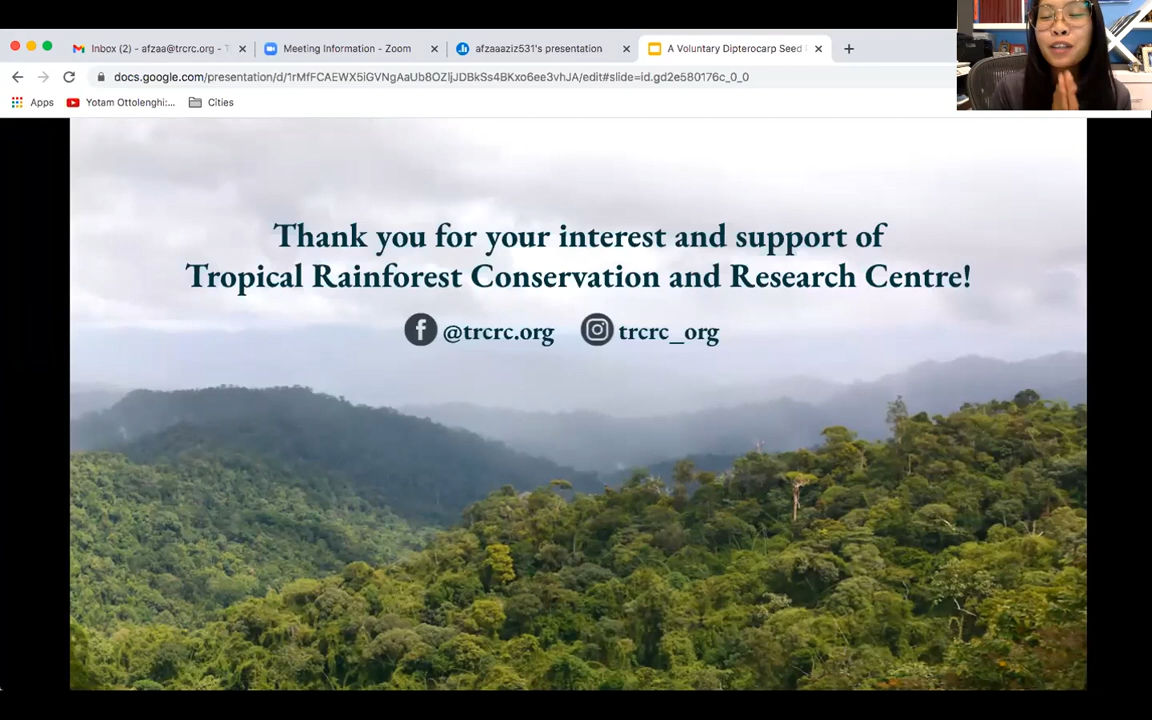 Inbox (2) - afzaa@trcrc.org - T
Meeting Information - Zoom
afzaaaziz531's presentation
A Voluntary Dipterocarp Seed
docs.google.com/presentation/d/1rMfFCAEWX5iGVNgAaUb8OZljJDBkSs4BKxo6ee3vhJA/edit#slide=id.gd2e580176c_0_0
Apps
Yotam Ottolenghi:...
Cities
Thank you for your interest and support of
Tropical Rainforest Conservation and Research Centre!
@trcrc.org
trcrc_org